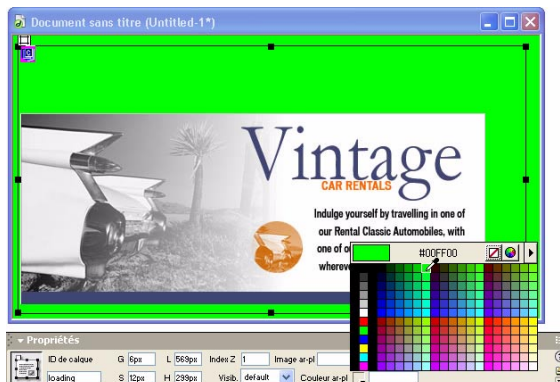 Document sans titre (Untitled-1*)
Vintage
CAR RENTALS
Indulge yourself by travelling in one of
our Rental Classic Automobiles, with
one of o
wherev
#00FF00
Propriétés
ID de calque G 6px L 569px Index Z 1 Image ar-pl
loading S 12px H 299px Visib. default Couleur ar-pl